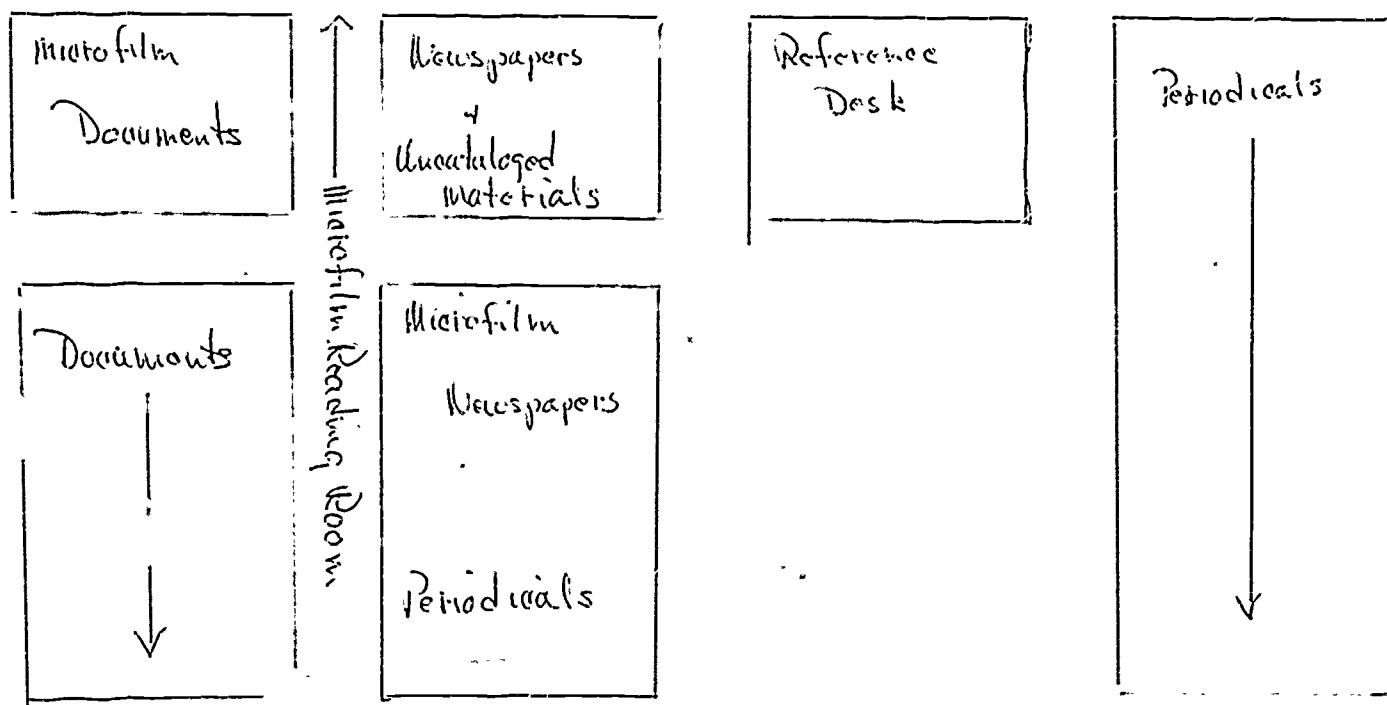 Microfilm
Documents
Newspapers
+
Uncataloged
Materials
Reference
Desk
Periodicals
Microfilm Reading Room
Documents
Microfilm
Newspapers
Periodicals